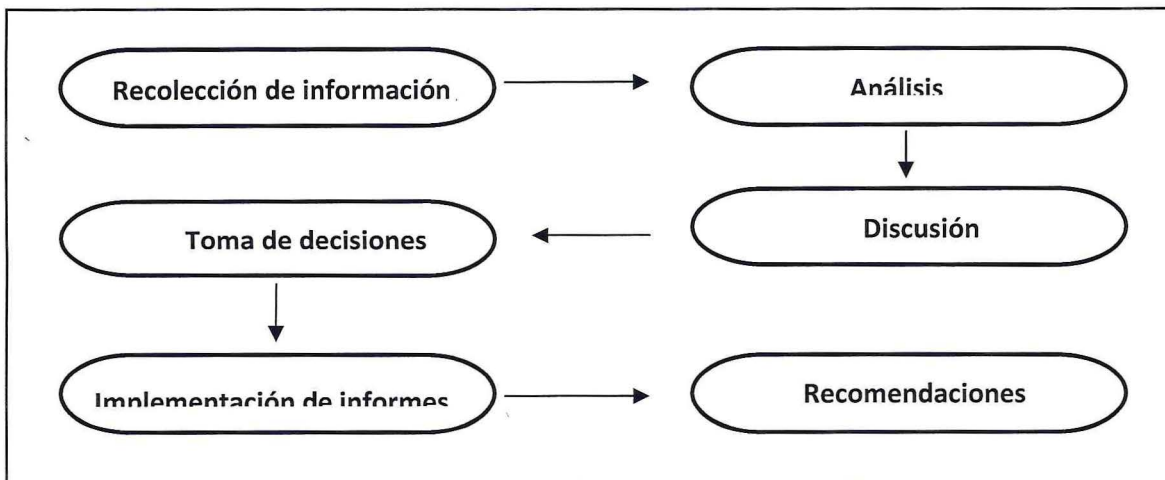 Recolección de información
Análisis
Discusión
Toma de decisiones
Implementación de informes
Recomendaciones